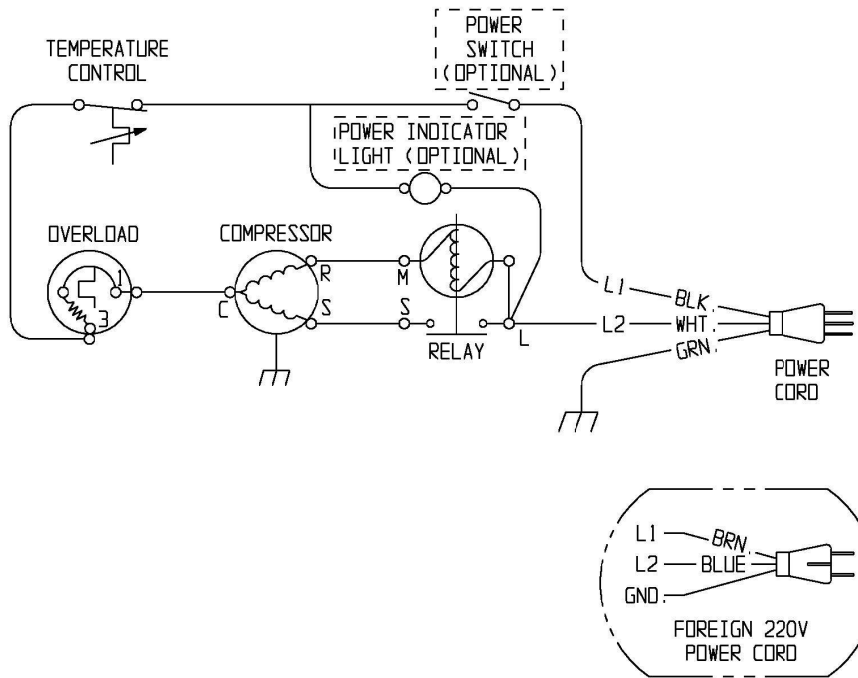 POWER
SWITCH
(OPTIONAL)
TEMPERATURE
CONTROL
POWER INDICATOR
LIGHT (OPTIONAL)
OVERLOAD
COMPRESSOR
1
3
C
R
S
M
S
RELAY
L
L1
BLK.
L2
WHT.
GRN.
POWER
CORD
L1
BRN.
L2
BLUE
GND.
FOREIGN 220V
POWER CORD